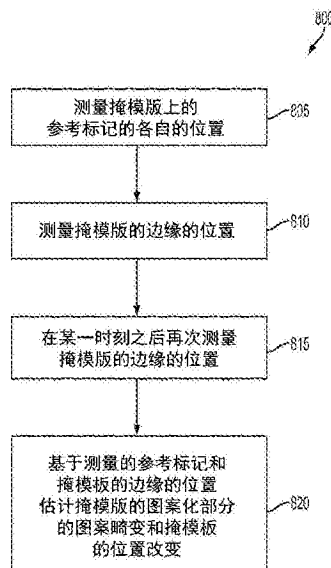 800
测量掩模版上的
参考标记的各自的位置
805
测量掩模版的边缘的位置
810
在某一时刻之后再次测量
掩模版的边缘的位置
815
基于测量的参考标记和
掩模板的边缘的位置
估计掩模版的图案化部分
的图案畸变和掩模板
的位置改变
820